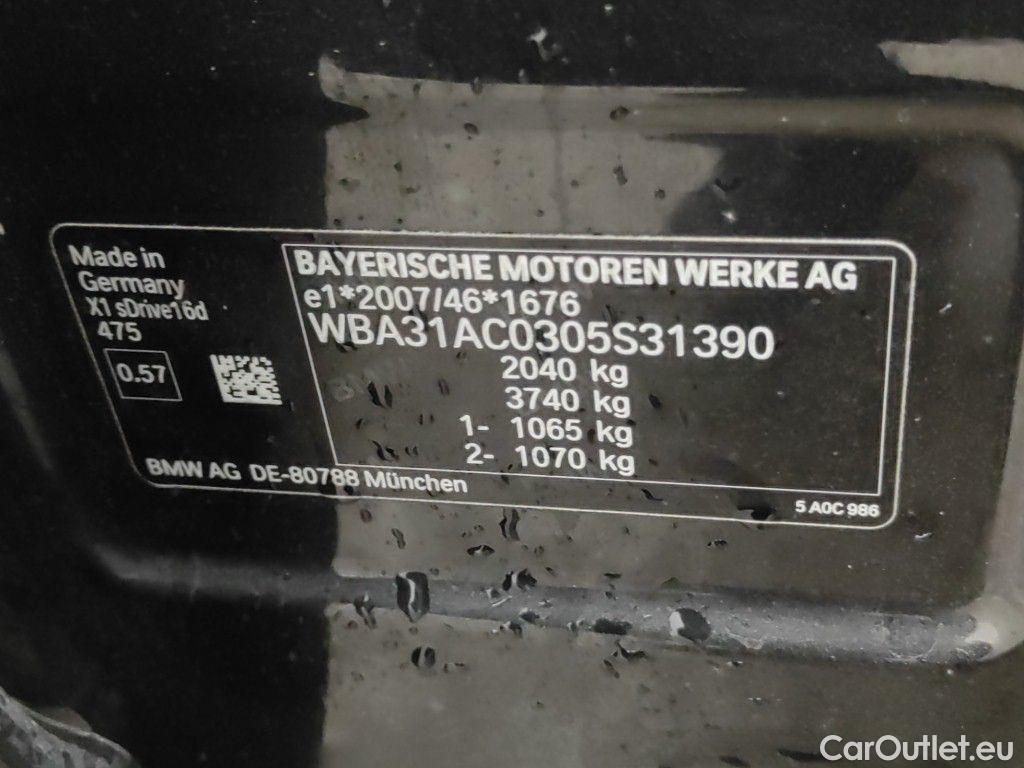 Made in
Germany
X1 sDrive16d
475
0.57
BAYERISCHE MOTOREN WERKE AG
e1*2007/46*1676
WBA31AC0305S31390
2040 kg
3740 kg
1- 1065 kg
2- 1070 kg
BMW AG DE-80788 München
5 A0C 986
CarOutlet.eu